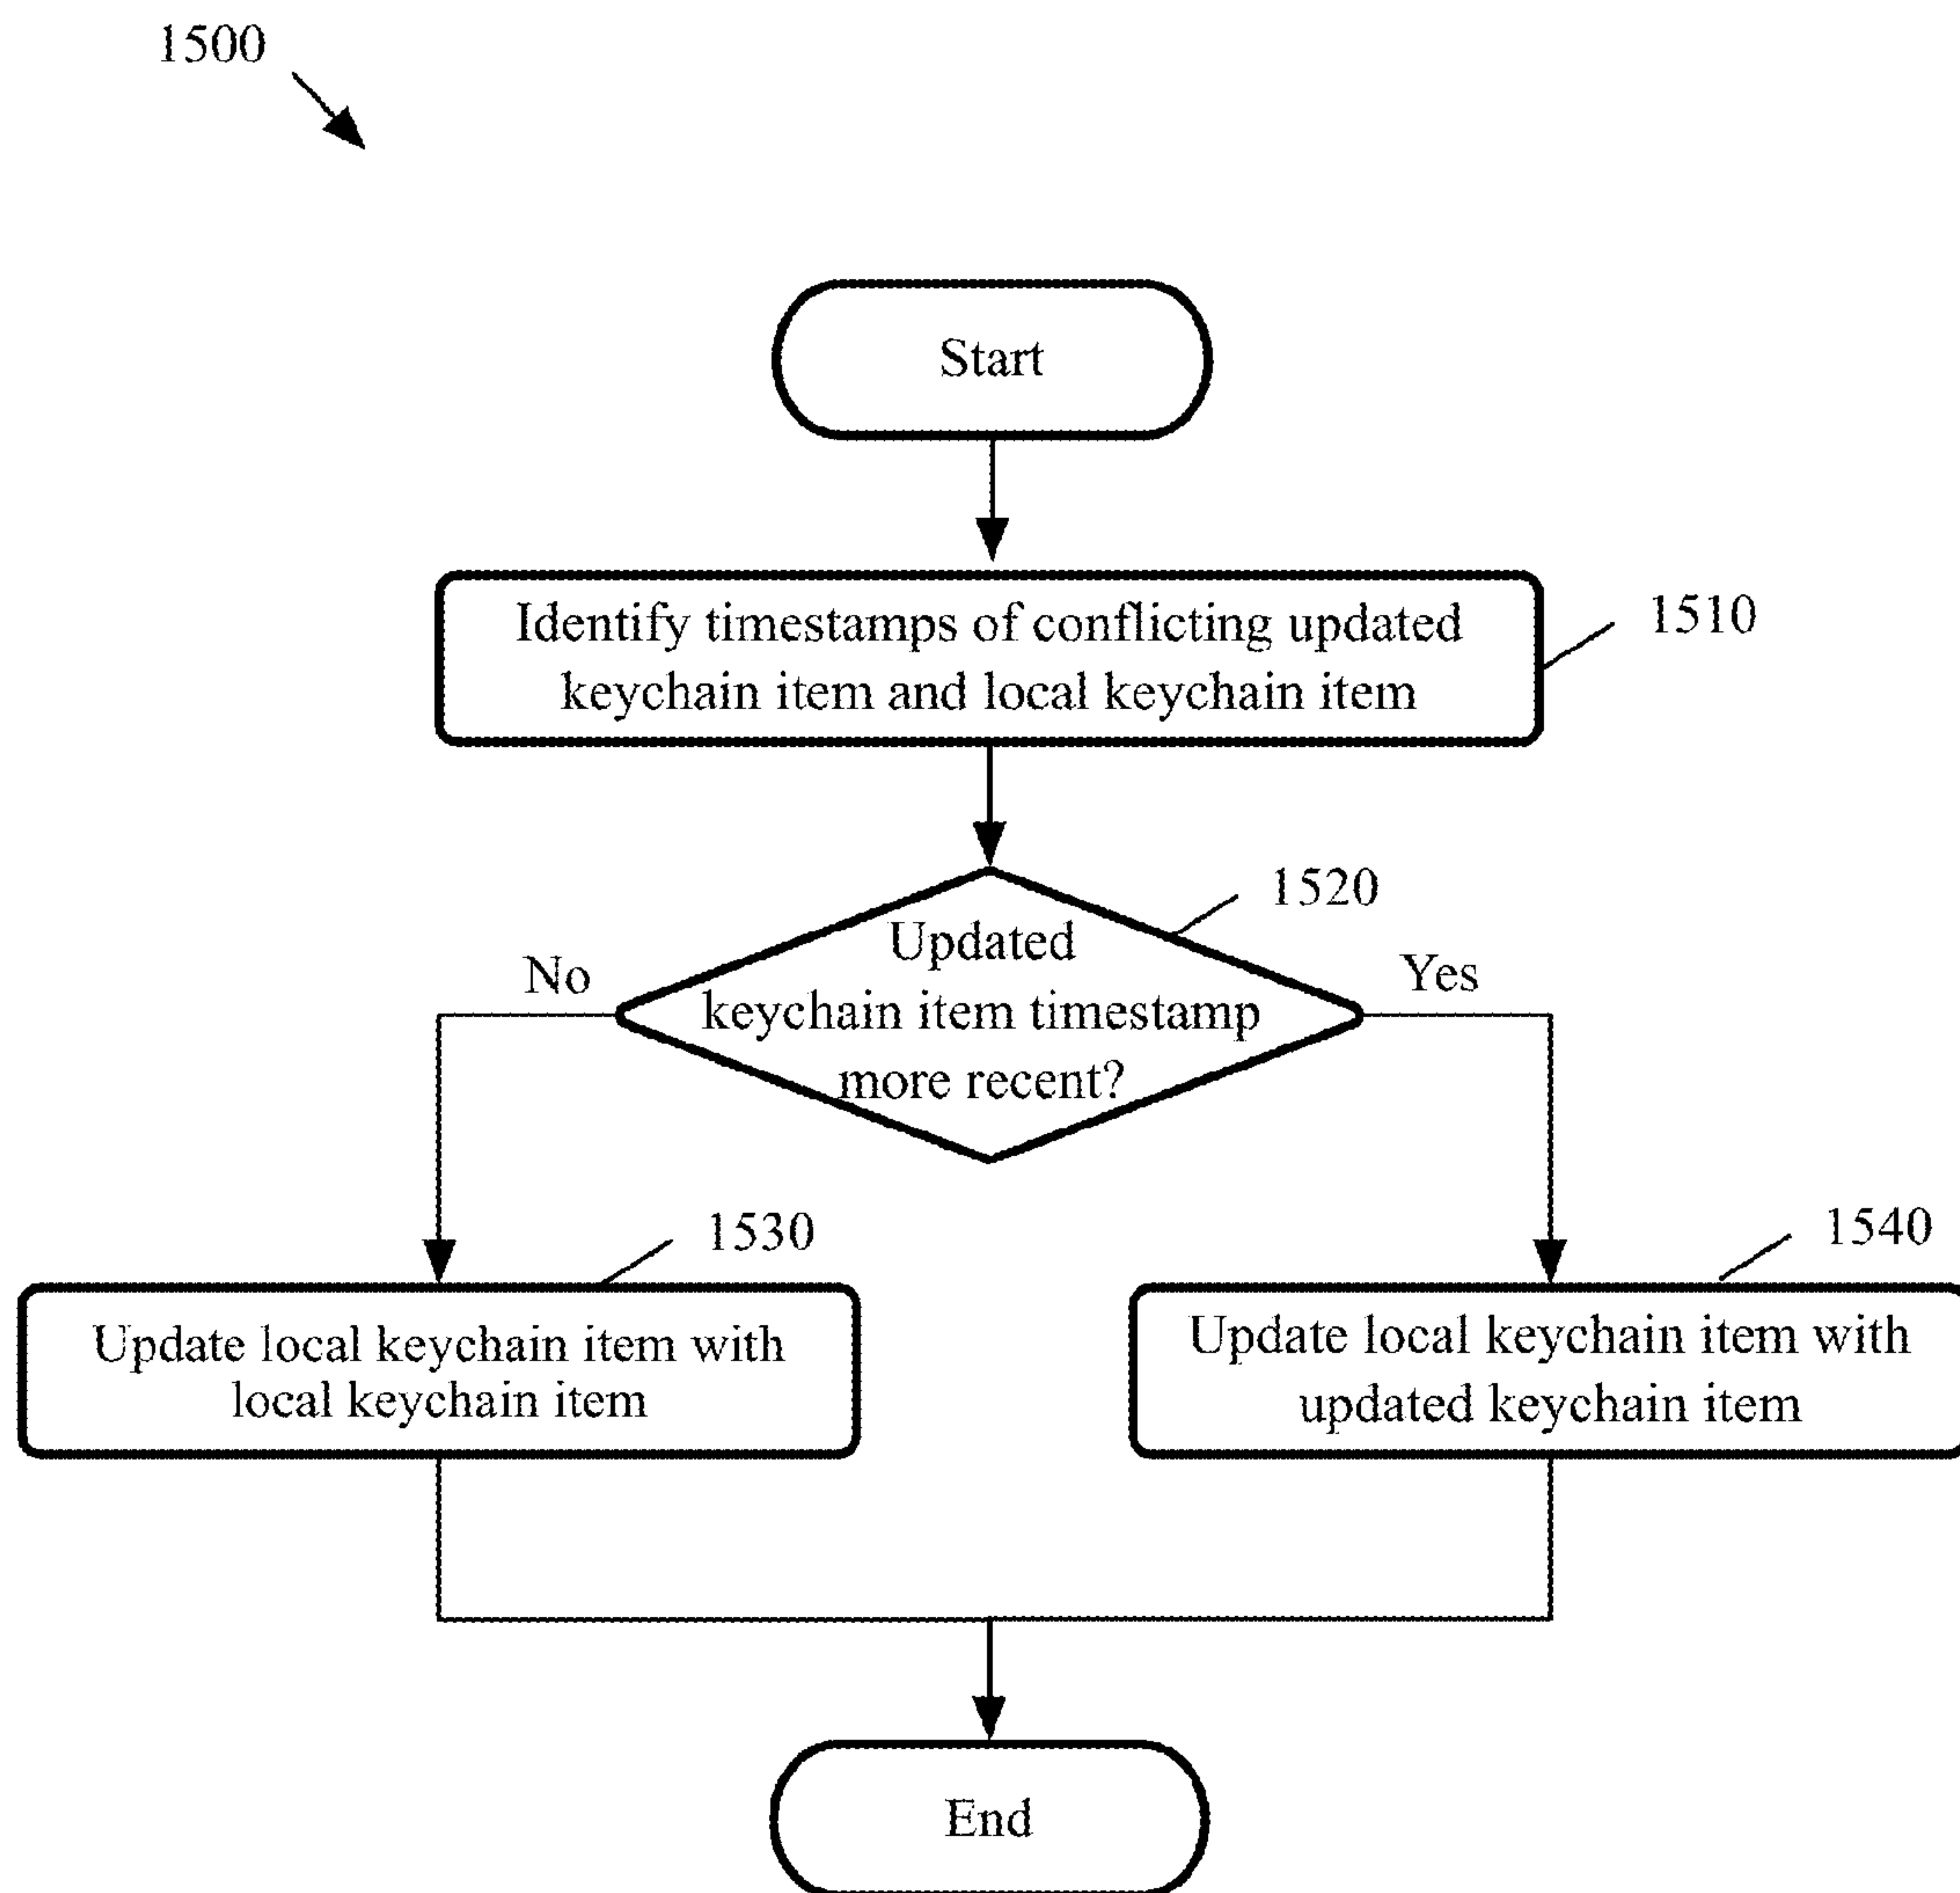 1500
Start
Identify timestamps of conflicting updated
keychain item and local keychain item
1510
1520
Updated
keychain item timestamp
more recent?
No
Yes
1530
Update local keychain item with
local keychain item
1540
Update local keychain item with
updated keychain item
End